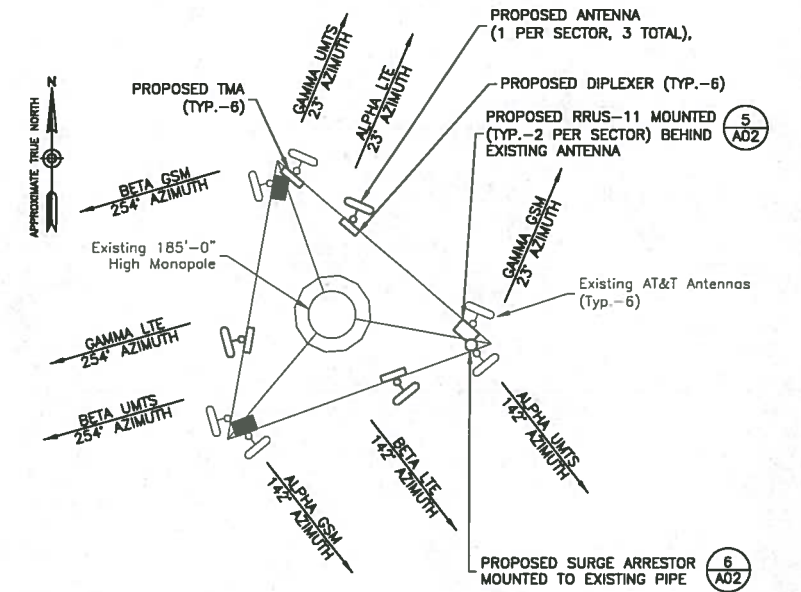 PROPOSED ANTENNA
(1 PER SECTOR, 3 TOTAL),
GAMMA UMTS
23° AZIMUTH
ALPHA LTE
23° AZIMUTH
PROPOSED TMA
(TYP.-6)
PROPOSED DIPLEXER (TYP.-6)
N
APPROXIMATE TRUE NORTH
PROPOSED RRUS-11 MOUNTED
(TYP.-2 PER SECTOR) BEHIND
EXISTING ANTENNA
5
A02
BETA GSM
254° AZIMUTH
GAMMA GSM
23° AZIMUTH
Existing 185'-0"
High Monopole
Existing AT&T Antennas
(Typ.-6)
GAMMA LTE
254° AZIMUTH
BETA UMTS
254° AZIMUTH
ALPHA UMTS
142° AZIMUTH
BETA LTE
142° AZIMUTH
ALPHA GSM
142° AZIMUTH
PROPOSED SURGE ARRESTOR
MOUNTED TO EXISTING PIPE
6
A02